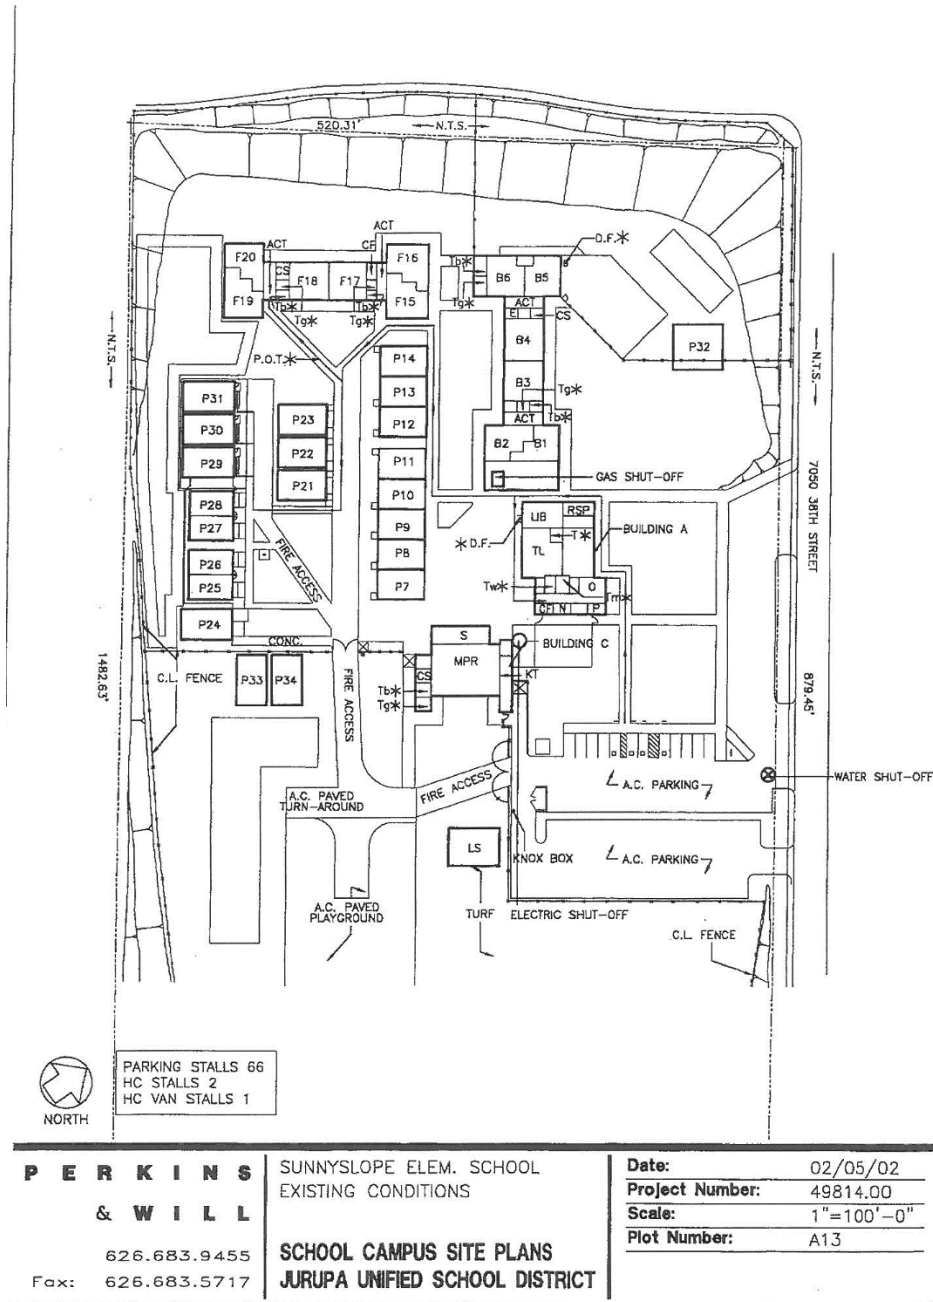 520.31'
N.T.S.
ACT
ACT
CF
D.F.*
F20
CS
F18
F17
F16
F19
F15
Tb*
Tg*
Tb*
Tg*
Tb*
Tg*
B6
B5
ACT
E
CS
B4
P32
N.T.S.
N.T.S.
P.O.T.*
P14
P13
P12
B3
Tg*
Tb*
ACT
P31
P30
P29
P23
P22
P21
B2
B1
P11
P10
GAS SHUT-OFF
P28
P27
P9
P8
P7
LIB
RSP
BUILDING A
* D.F.
T*
TL
7050 38TH STREET
FIRE ACCESS
P26
P25
Tw*
O
Tm*
CF
N
P
P24
CONC.
S
BUILDING C
MPR
KT
C.L. FENCE
P33
P34
FIRE ACCESS
CS
Tb*
Tg*
1482.63'
879.45'
WATER SHUT-OFF
A.C. PARKING
FIRE ACCESS
A.C. PAVED
TURN-AROUND
LS
KNOX BOX
A.C. PARKING
A.C. PAVED
PLAYGROUND
TURF
ELECTRIC SHUT-OFF
C.L. FENCE
NORTH
PARKING STALLS 66
HC STALLS 2
HC VAN STALLS 1
PERKINS
& WILL
626.683.9455
Fax: 626.683.5717
SUNNYSLOPE ELEM. SCHOOL
EXISTING CONDITIONS
SCHOOL CAMPUS SITE PLANS
JURUPA UNIFIED SCHOOL DISTRICT
Date: 02/05/02
Project Number: 49814.00
Scale: 1"=100'-0"
Plot Number: A13